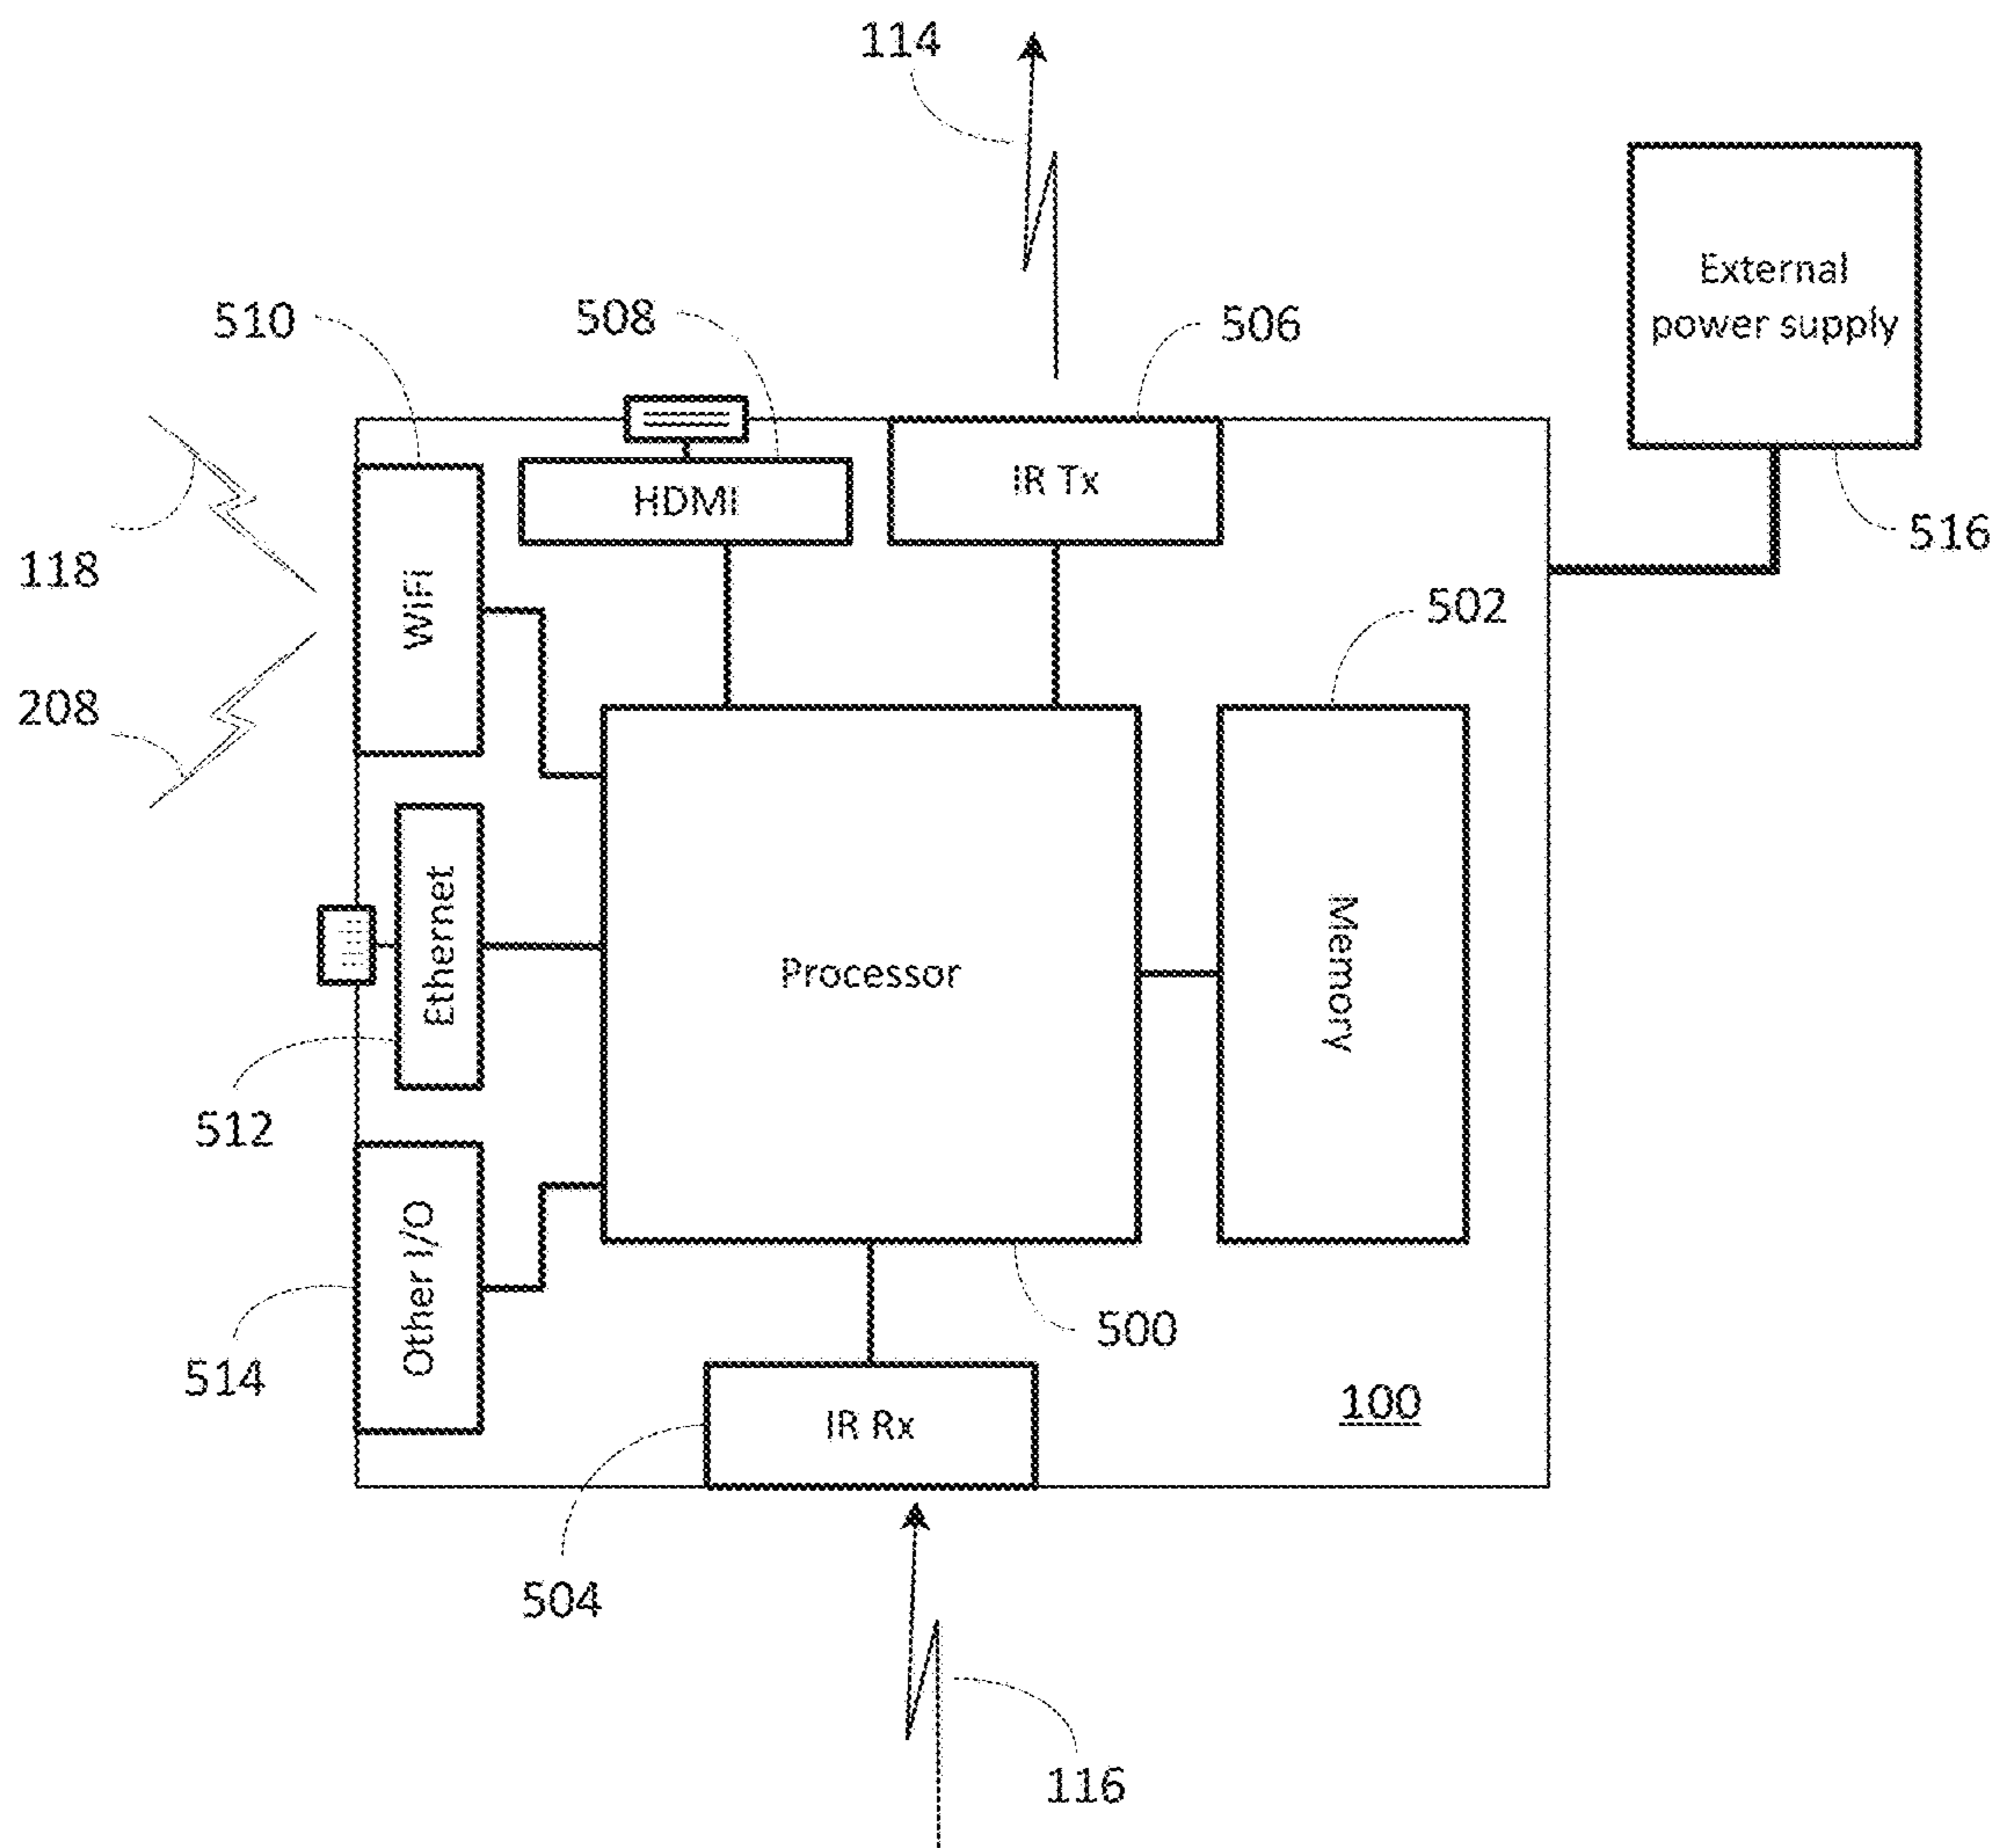 114
External
power supply
510
508
506
516
HDMI
IR Tx
118
WiFi
502
208
Ethernet
Processor
Memory
512
Other I/O
500
514
100
IR Rx
504
116